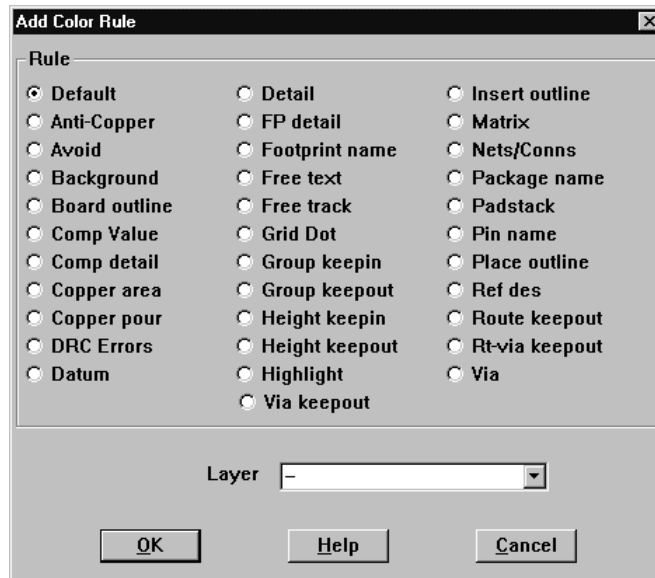 Add Color Rule
Rule
Default Detail Insert outline
Anti-Copper FP detail Matrix
Avoid Footprint name Nets/Conns
Background Free text Package name
Board outline Free track Padstack
Comp Value Grid Dot Pin name
Comp detail Group keepin Place outline
Copper area Group keepout Ref des
Copper pour Height keepin Route keepout
DRC Errors Height keepout Rt-via keepout
Datum Highlight Via
Via keepout
Layer –
OK Help Cancel